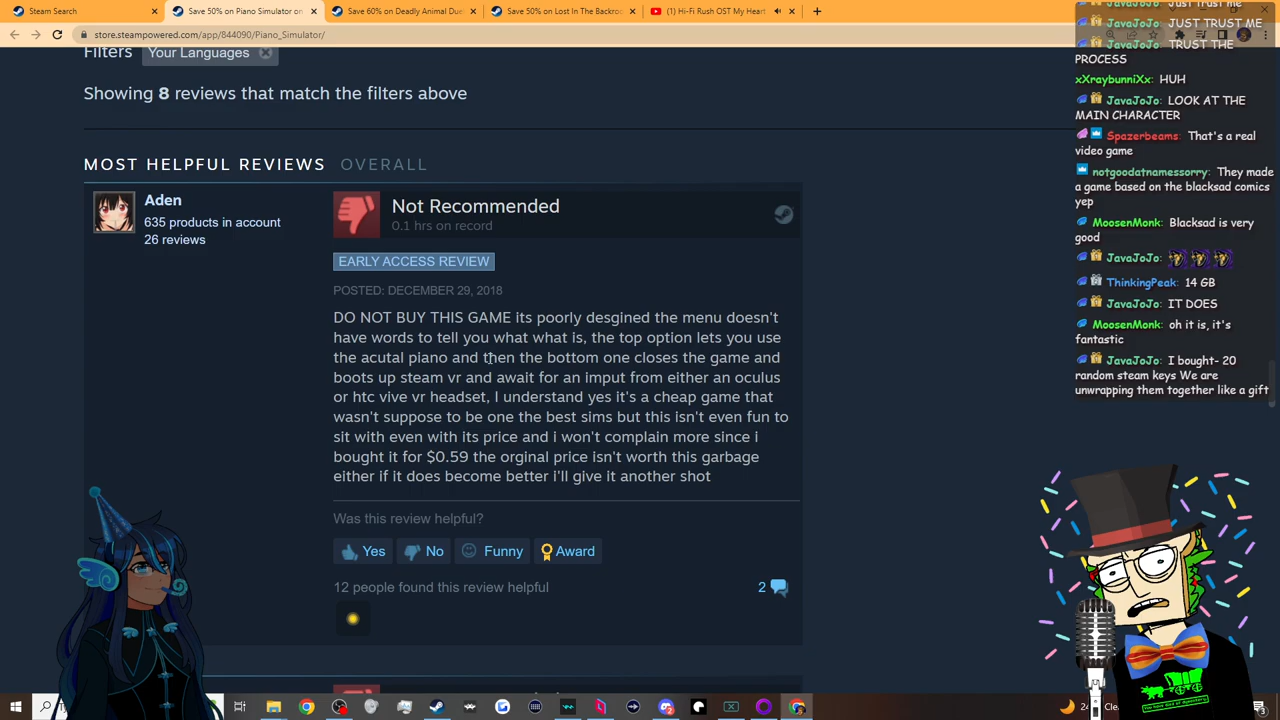 Steam Search
Save 50% on Piano Simulator on
Save 60% on Deadly Animal Due
Save 50% on Lost In The Backroo
(1) Hi-Fi Rush OST My Heart
store.steampowered.com/app/844090/Piano_Simulator/
Filters
Your Languages
Showing 8 reviews that match the filters above
MOST HELPFUL REVIEWS OVERALL
Aden
635 products in account
26 reviews
Not Recommended
0.1 hrs on record
EARLY ACCESS REVIEW
POSTED: DECEMBER 29, 2018
DO NOT BUY THIS GAME its poorly desgined the menu doesn't
have words to tell you what what is, the top option lets you use
the acutal plano and then the bottom one closes the game and
boots up steam vr and await for an imput from either an oculus
or htc vive vr headset, I understand yes it's a cheap game that
wasn't suppose to be one the best sims but this isn't even fun to
sit with even with its price and i won't complain more since i
bought it for $0.59 the orginal price isn't worth this garbage
either if it does become better i'll give it another shot
Was this review helpful?
Yes
No
Funny
Award
12 people found this review helpful
2
JavaJoJo: Just trust me
JavaJoJo: JUST TRUST ME
JavaJoJo: TRUST THE
PROCESS
xXraybunniXx: HUH
JavaJoJo: LOOK AT THE
MAIN CHARACTER
Spazerbeams: That's a real
video game
notgoodatnamessorry: They made
a game based on the blacksad comics
yep
MoosenMonk: Blacksad is very
good
JavaJoJo:
ThinkingPeak: 14 GB
JavaJoJo: IT DOES
MoosenMonk: oh it is, it's
fantastic
JavaJoJo: I bought- 20
random steam keys We are
unwrapping them together like a gift